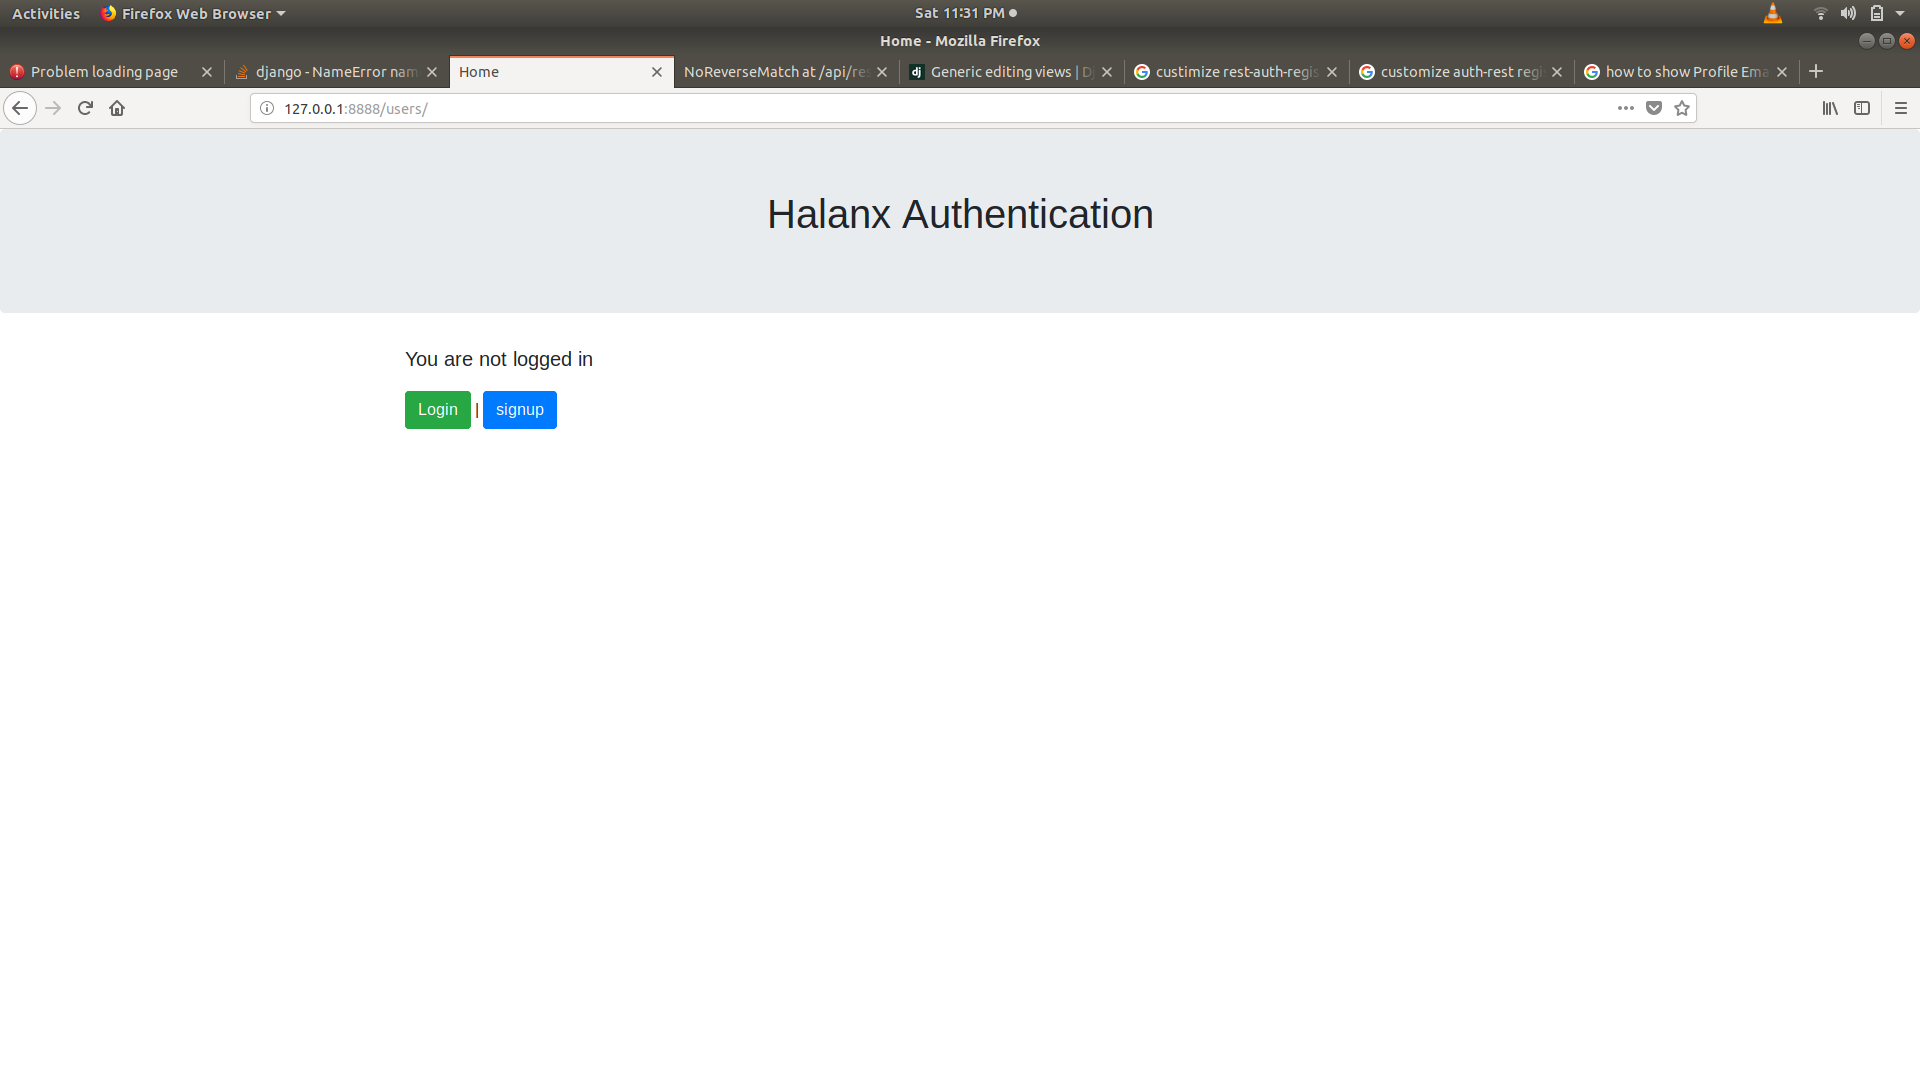 Activities Firefox Web Browser Sat 11:31 PM
Home - Mozilla Firefox
Problem loading page django - NameError nam Home NoReverseMatch at /api/re Generic editing views | D custimize rest-auth-regis customize auth-rest regi how to show Profile Ema
127.0.0.1:8888/users/
Halanx Authentication
You are not logged in
Login | signup